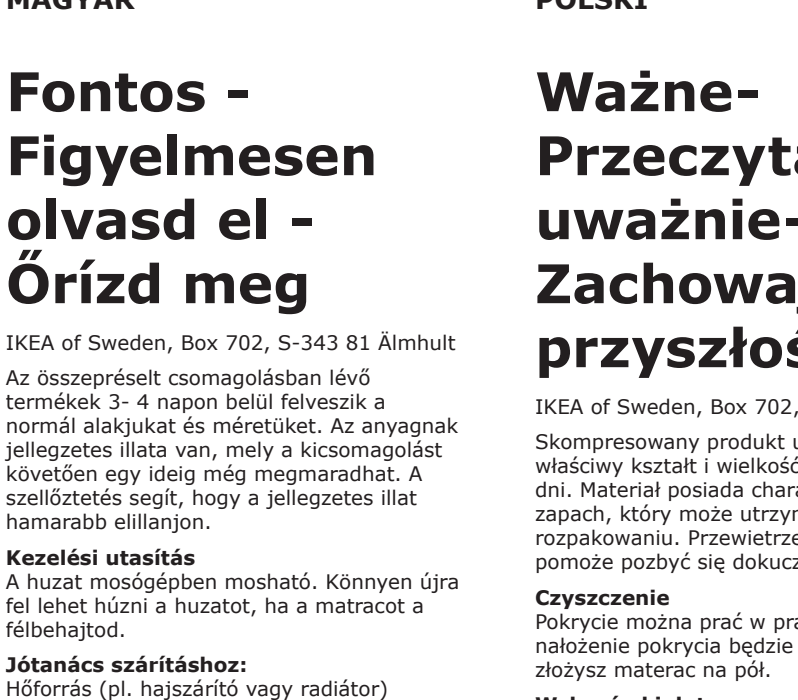 MAGYAR
Fontos -
Figyelmesen
olvasd el -
Őrízd meg
IKEA of Sweden, Box 702, S-343 81 Älmhult
Az összepréselt csomagolásban lévő
termékek 3- 4 napon belül felveszik a
normál alakjukat és méretüket. Az anyagnak
jellegzetes illata van, mely a kicsomagolást
követően egy ideig még megmaradhat. A
szellőztetés segít, hogy a jellegzetes illat
hamarabb elillanjon.
Kezelési utasítás
A huzat mosógépben mosható. Könnyen újra
fel lehet húzni a huzatot, ha a matracot a
félbehajtod.
Jótanács szárításhoz:
Hőforrás (pl. hajszárító vagy radiátor)
POLSKI
Ważne-
uważnie-
IKEA of Sweden, Box 702,
Skompresowany produkt
właściwy kształt i wielkość
dni. Materiał posiada
zapach, który może
rozpakowaniu.
pomoże pozbyć się
Czyszczenie
Pokrycie można prać w
nałożenie pokrycia będzie
złożysz materac na pół.